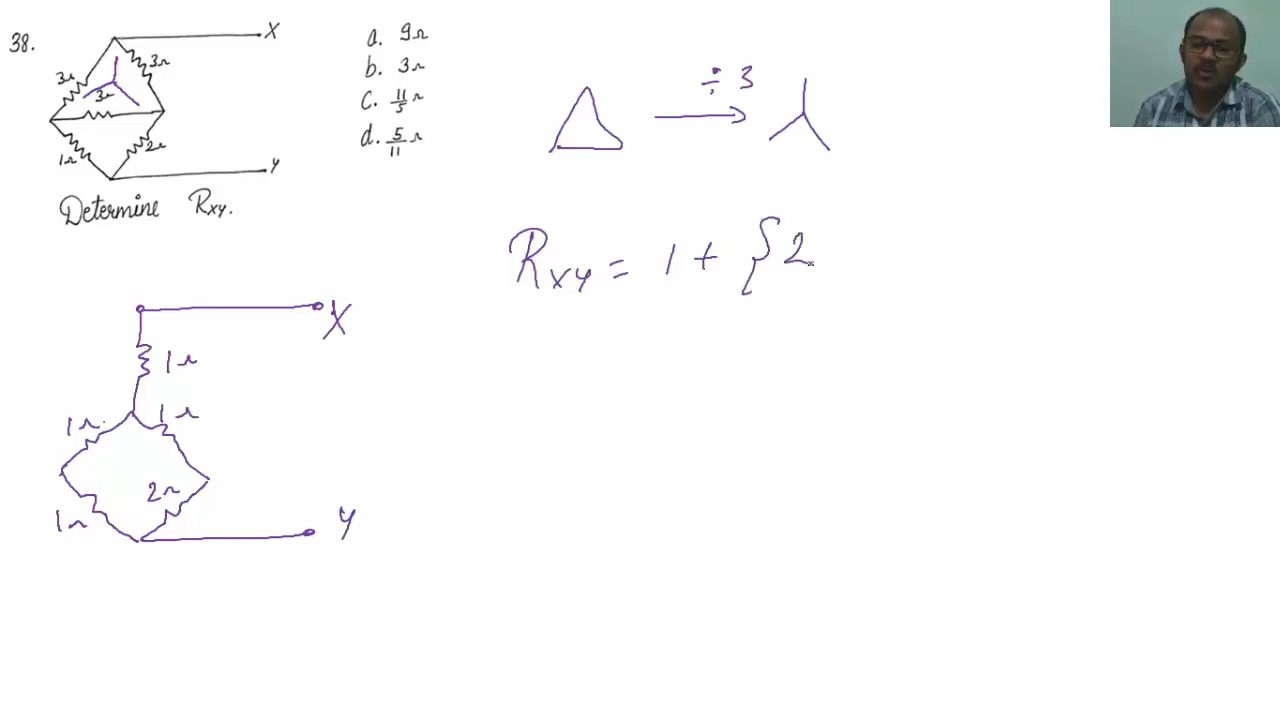 38.
X
3Ω
3Ω
3Ω
1Ω
2Ω
Y
Determine Rxy.
a. 9Ω
b. 3Ω
c. 11/5 Ω
d. 5/11 Ω
÷ 3
RXY = 1 + { 2
X
1Ω
1Ω
1Ω
2Ω
1Ω
Y